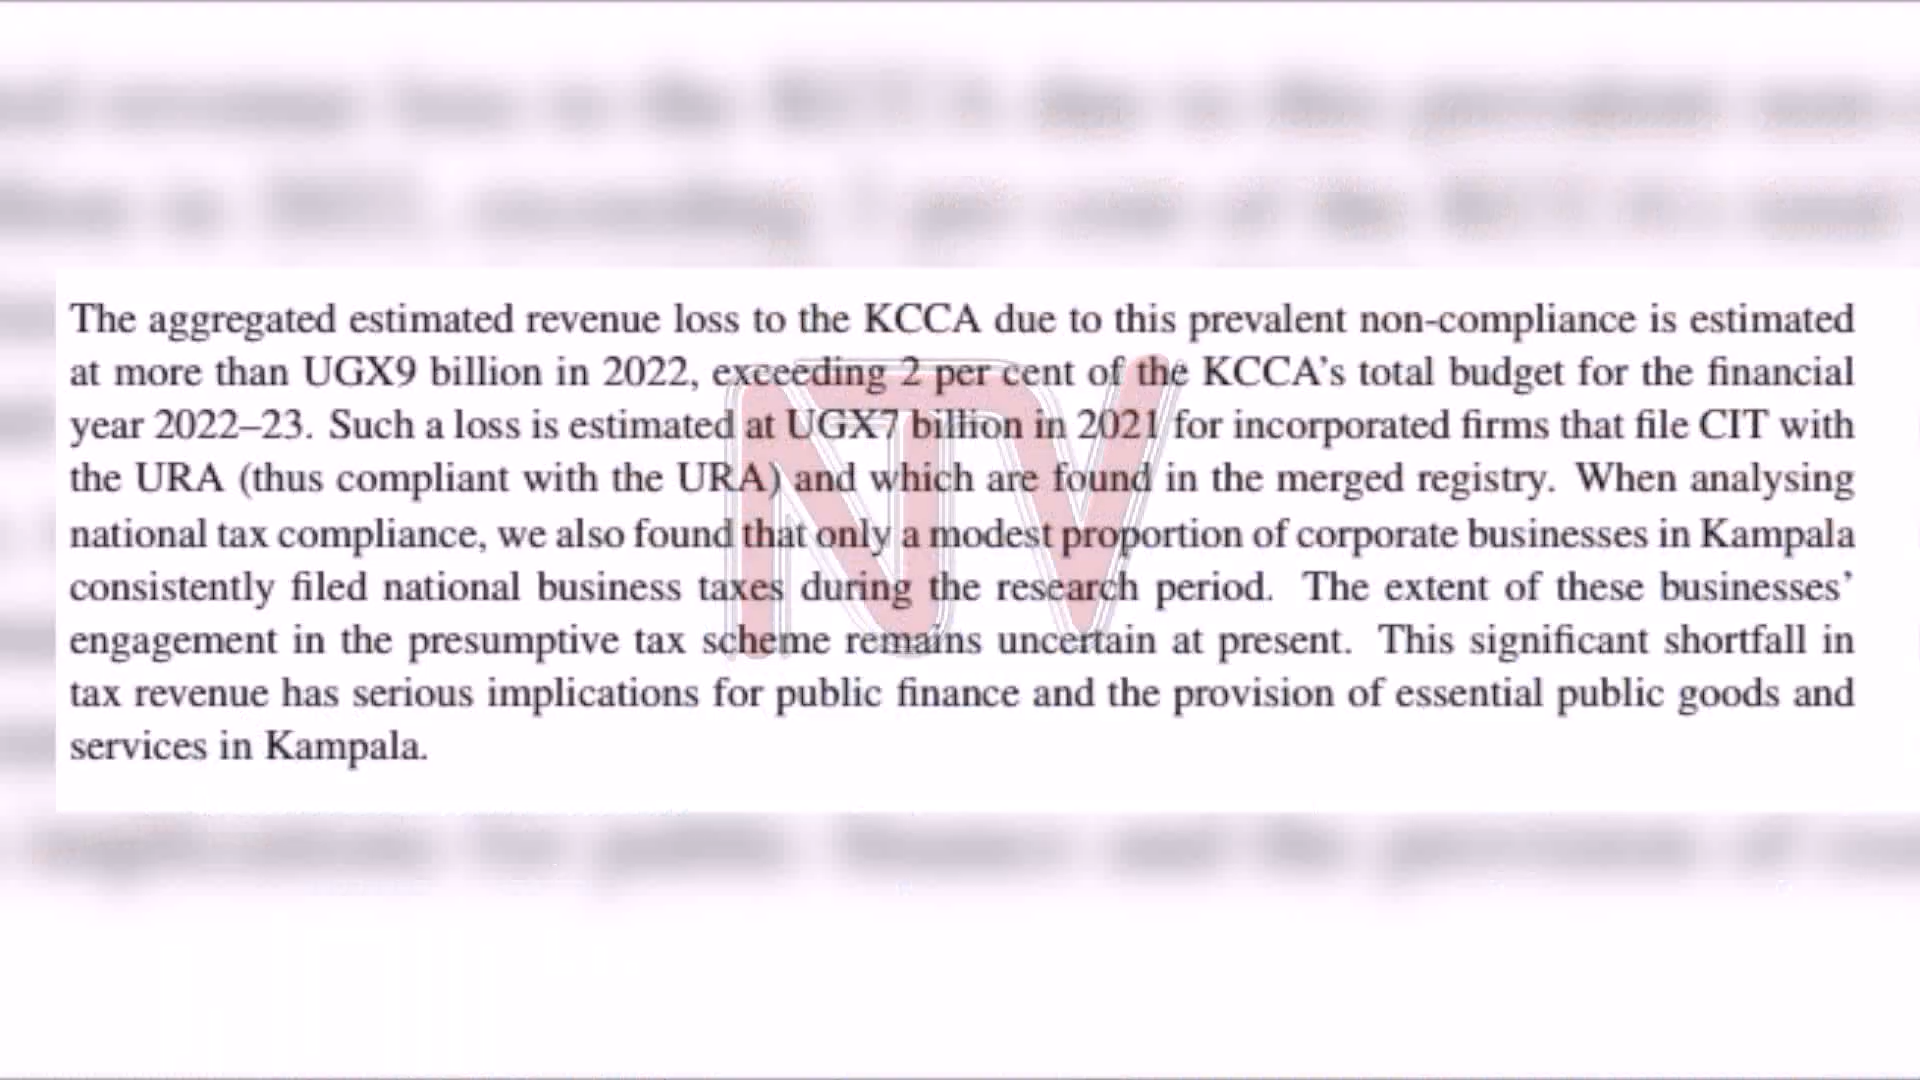 The aggregated estimated revenue loss to the KCCA due to this prevalent non-compliance is estimated
at more than UGX9 billion in 2022, exceeding 2 per cent of the KCCA's total budget for the financial
year 2022–23. Such a loss is estimated at UGX7 billion in 2021 for incorporated firms that file CIT with
the URA (thus compliant with the URA) and which are found in the merged registry. When analysing
national tax compliance, we also found that only a modest proportion of corporate businesses in Kampala
consistently filed national business taxes during the research period. The extent of these businesses'
engagement in the presumptive tax scheme remains uncertain at present. This significant shortfall in
tax revenue has serious implications for public finance and the provision of essential public goods and
services in Kampala.
NTV